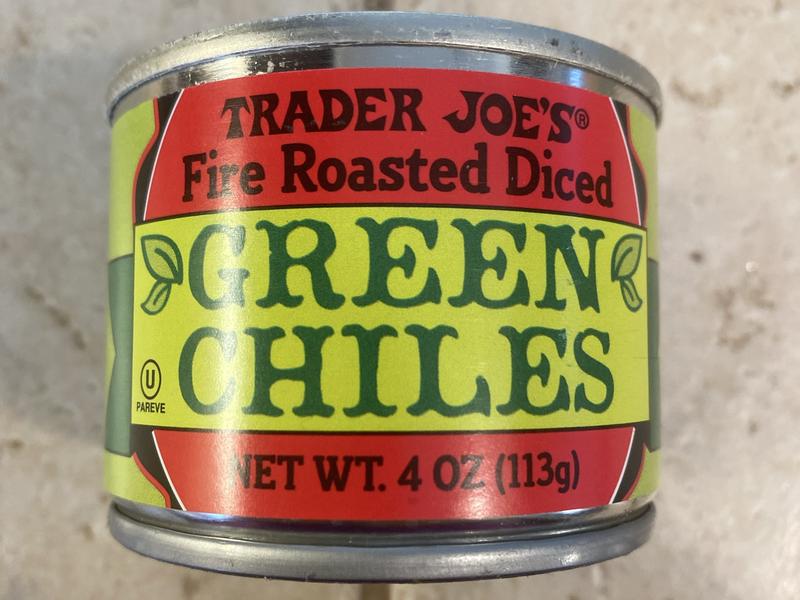 TRADER JOE'S®
Fire Roasted Diced
GREEN
CHILES
U
PAREVE
NET WT. 4 OZ (113g)